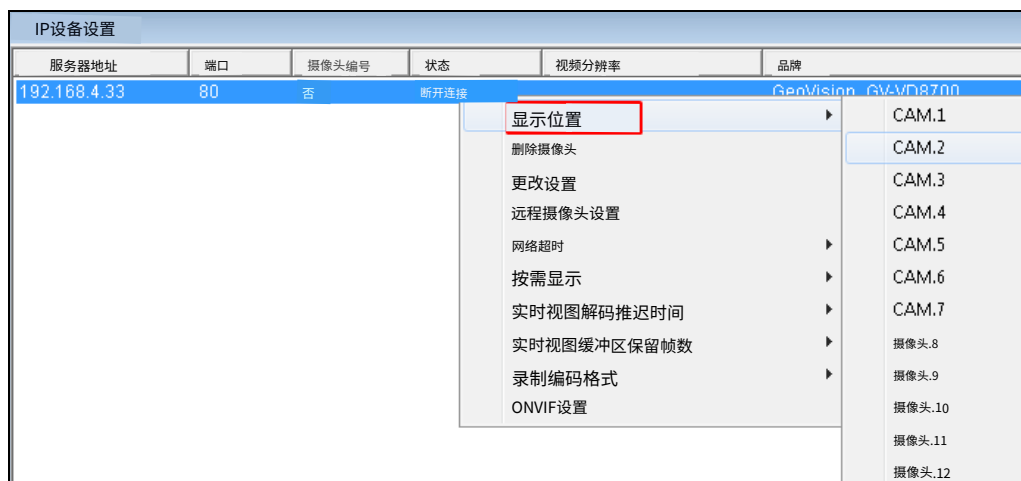 IP设备设置
服务器地址 端口 摄像头编号 状态 视频分辨率 品牌
192.168.4.33 80 否 断开连接 GeoVision_GV-VD8700
显示位置
删除摄像头
更改设置
远程摄像头设置
网络超时
按需显示
实时视图解码推迟时间
实时视图缓冲区保留帧数
录制编码格式
ONVIF设置
CAM.1
CAM.2
CAM.3
CAM.4
CAM.5
CAM.6
CAM.7
摄像头.8
摄像头.9
摄像头.10
摄像头.11
摄像头.12